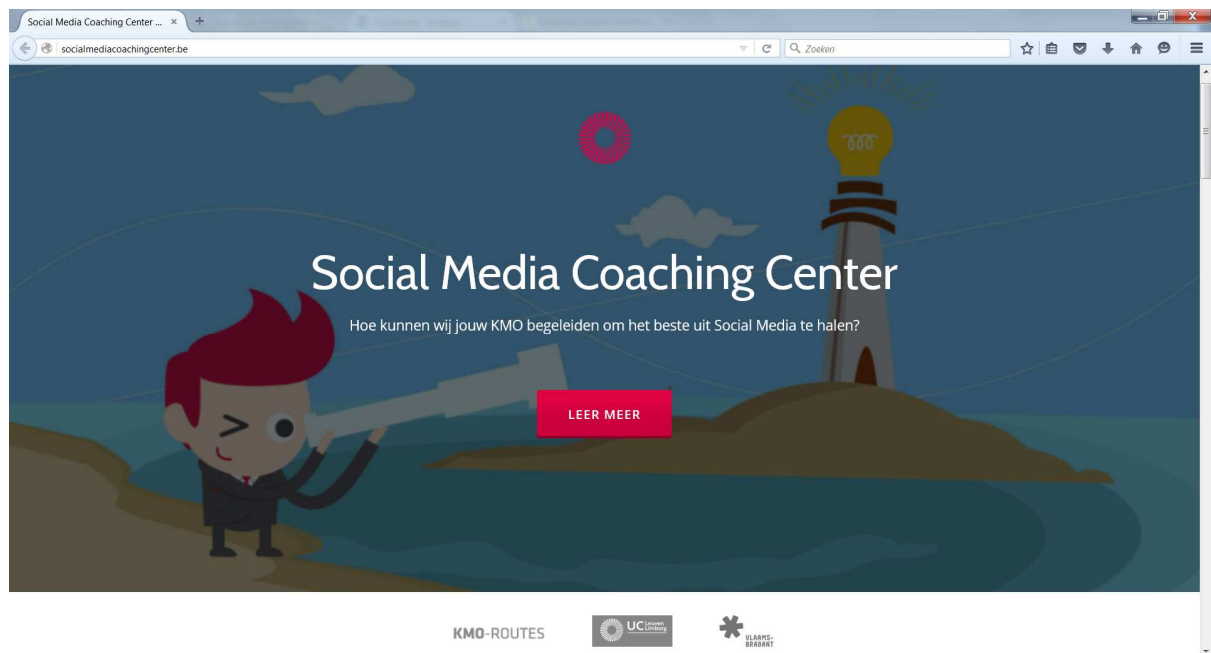 Social Media Coaching Center ...
socialmediacoachingcenter.be
Zoeken
Social Media Coaching Center
Hoe kunnen wij jouw KMO begeleiden om het beste uit Social Media te halen?
LEER MEER
KMO-ROUTES
UC Leuven Limburg
VLAAMS-
BRABANT